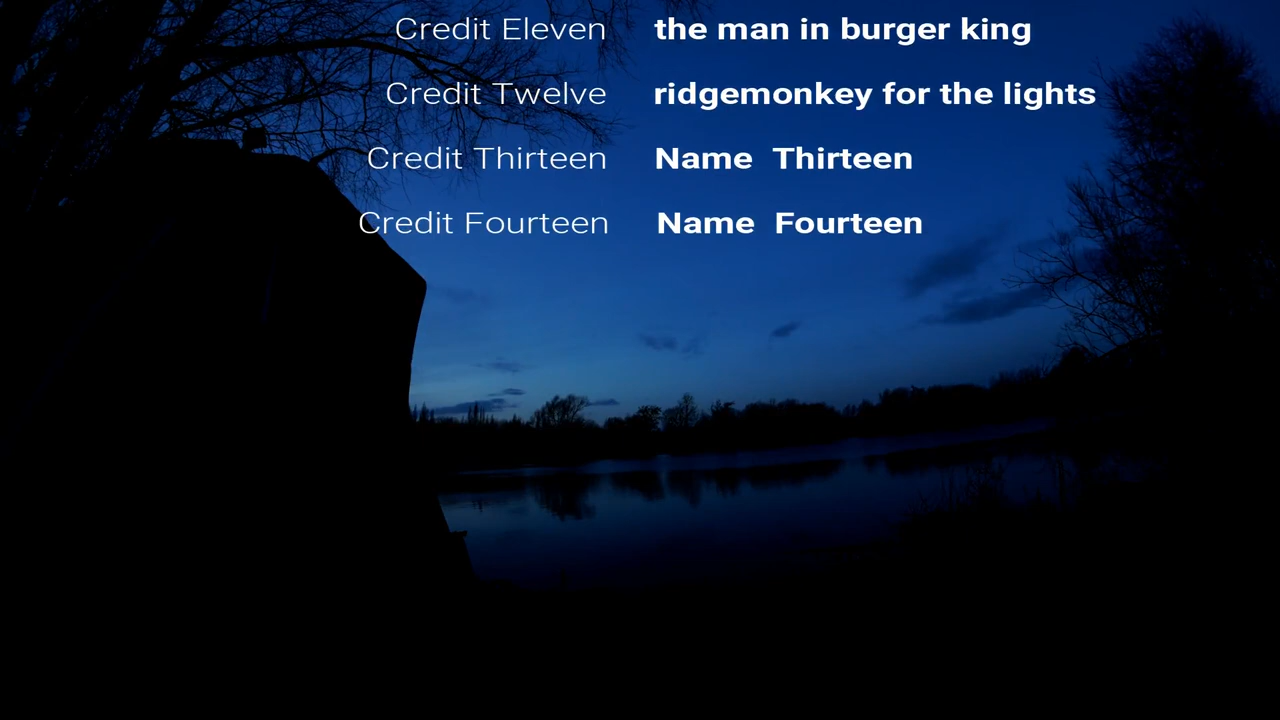 Credit Eleven the man in burger king
Credit Twelve ridgemonkey for the lights
Credit Thirteen Name Thirteen
Credit Fourteen Name Fourteen